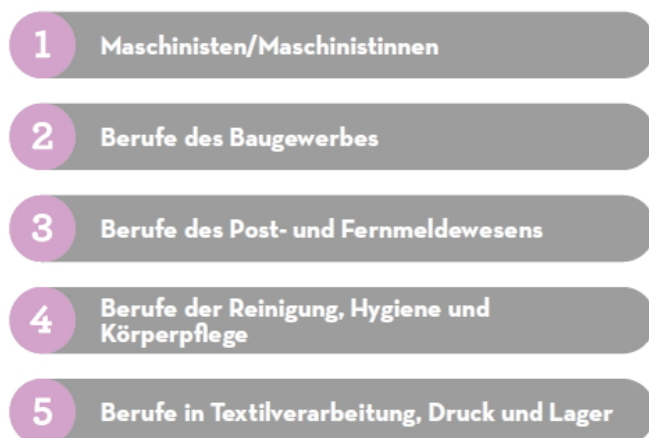 1 Maschinisten/Maschinistinnen
2 Berufe des Baugewerbes
3 Berufe des Post- und Fernmeldewesens
4 Berufe der Reinigung, Hygiene und
Körperpflege
5 Berufe in Textilverarbeitung, Druck und Lager